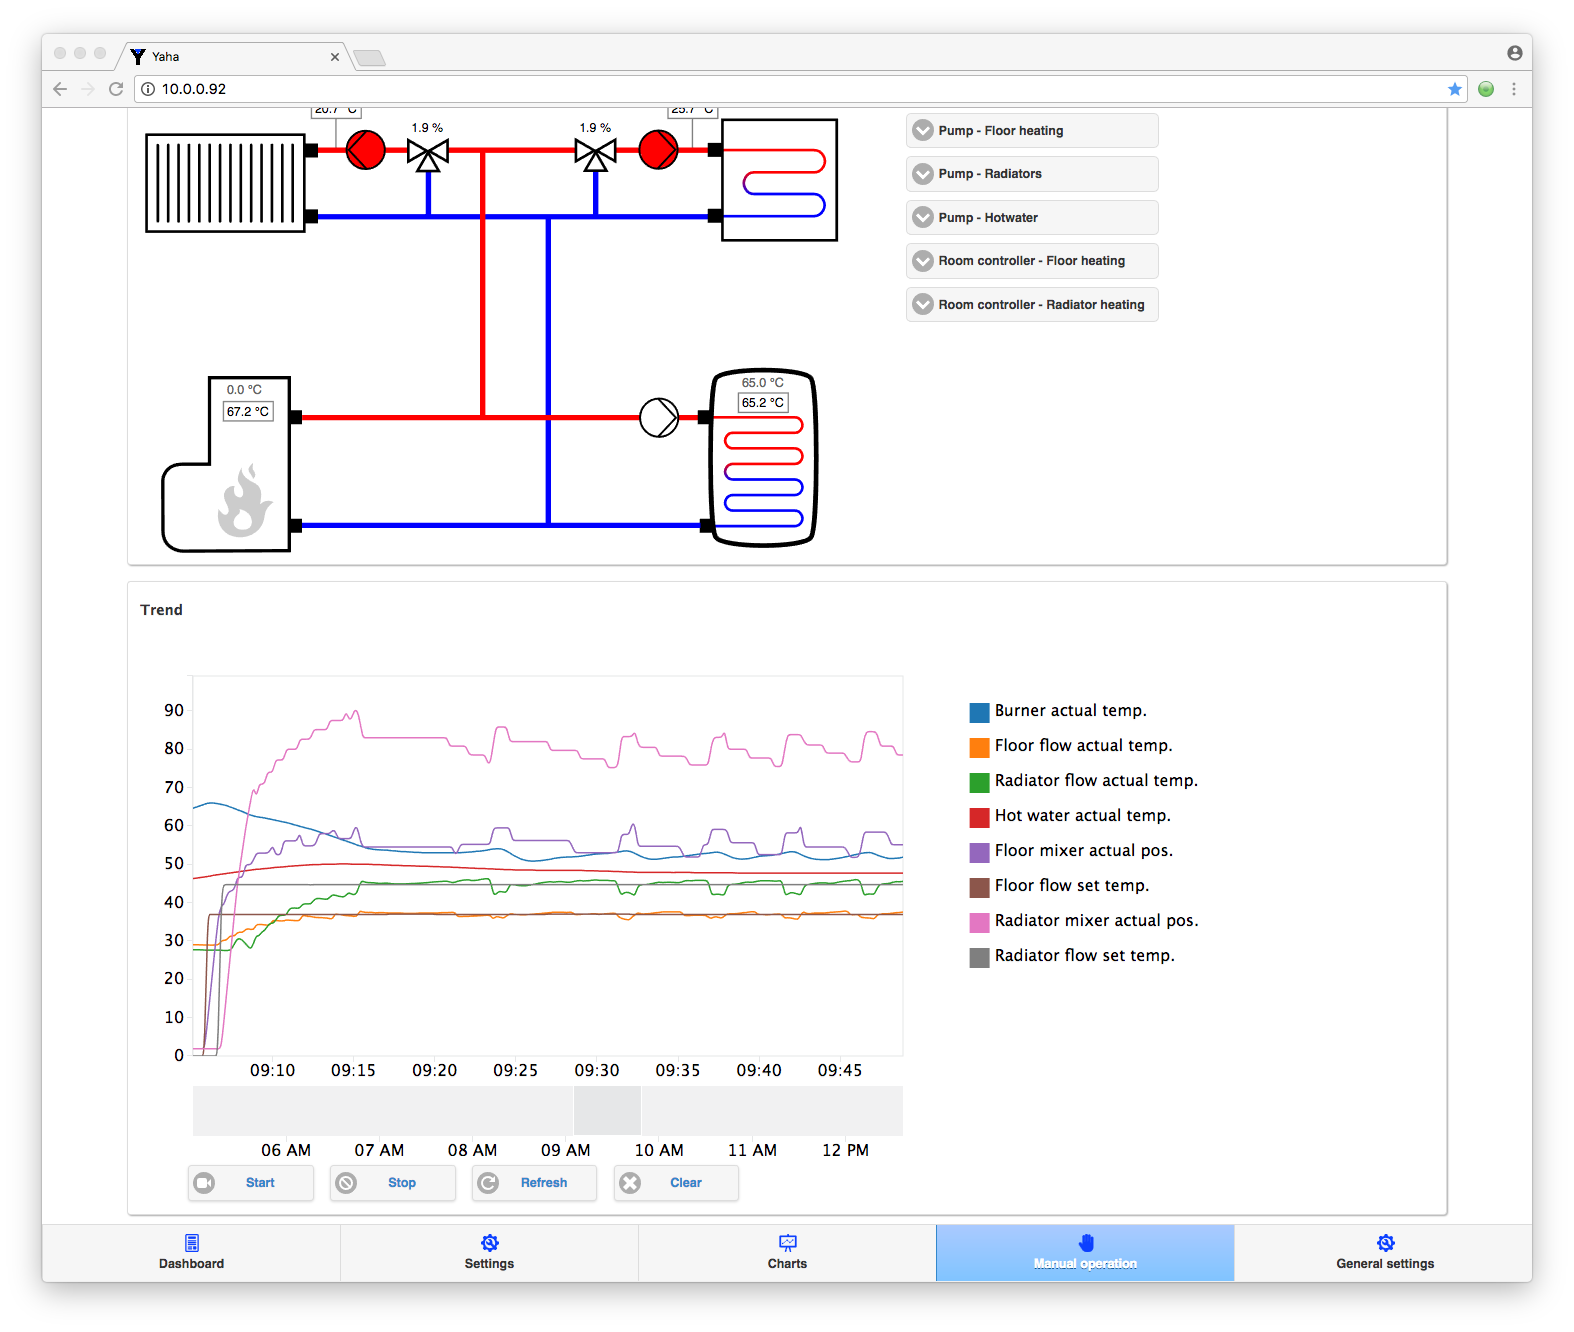 Yaha
10.0.0.92
20.7 °C
1.9 %
1.9 %
25.7 °C
Pump - Floor heating
Pump - Radiators
Pump - Hotwater
Room controller - Floor heating
Room controller - Radiator heating
0.0 °C
67.2 °C
65.0 °C
65.2 °C
Trend
90
80
70
60
50
40
30
20
10
0
09:10 09:15 09:20 09:25 09:30 09:35 09:40 09:45
Burner actual temp.
Floor flow actual temp.
Radiator flow actual temp.
Hot water actual temp.
Floor mixer actual pos.
Floor flow set temp.
Radiator mixer actual pos.
Radiator flow set temp.
06 AM 07 AM 08 AM 09 AM 10 AM 11 AM 12 PM
Start Stop Refresh Clear
Dashboard Settings Charts Manual operation General settings